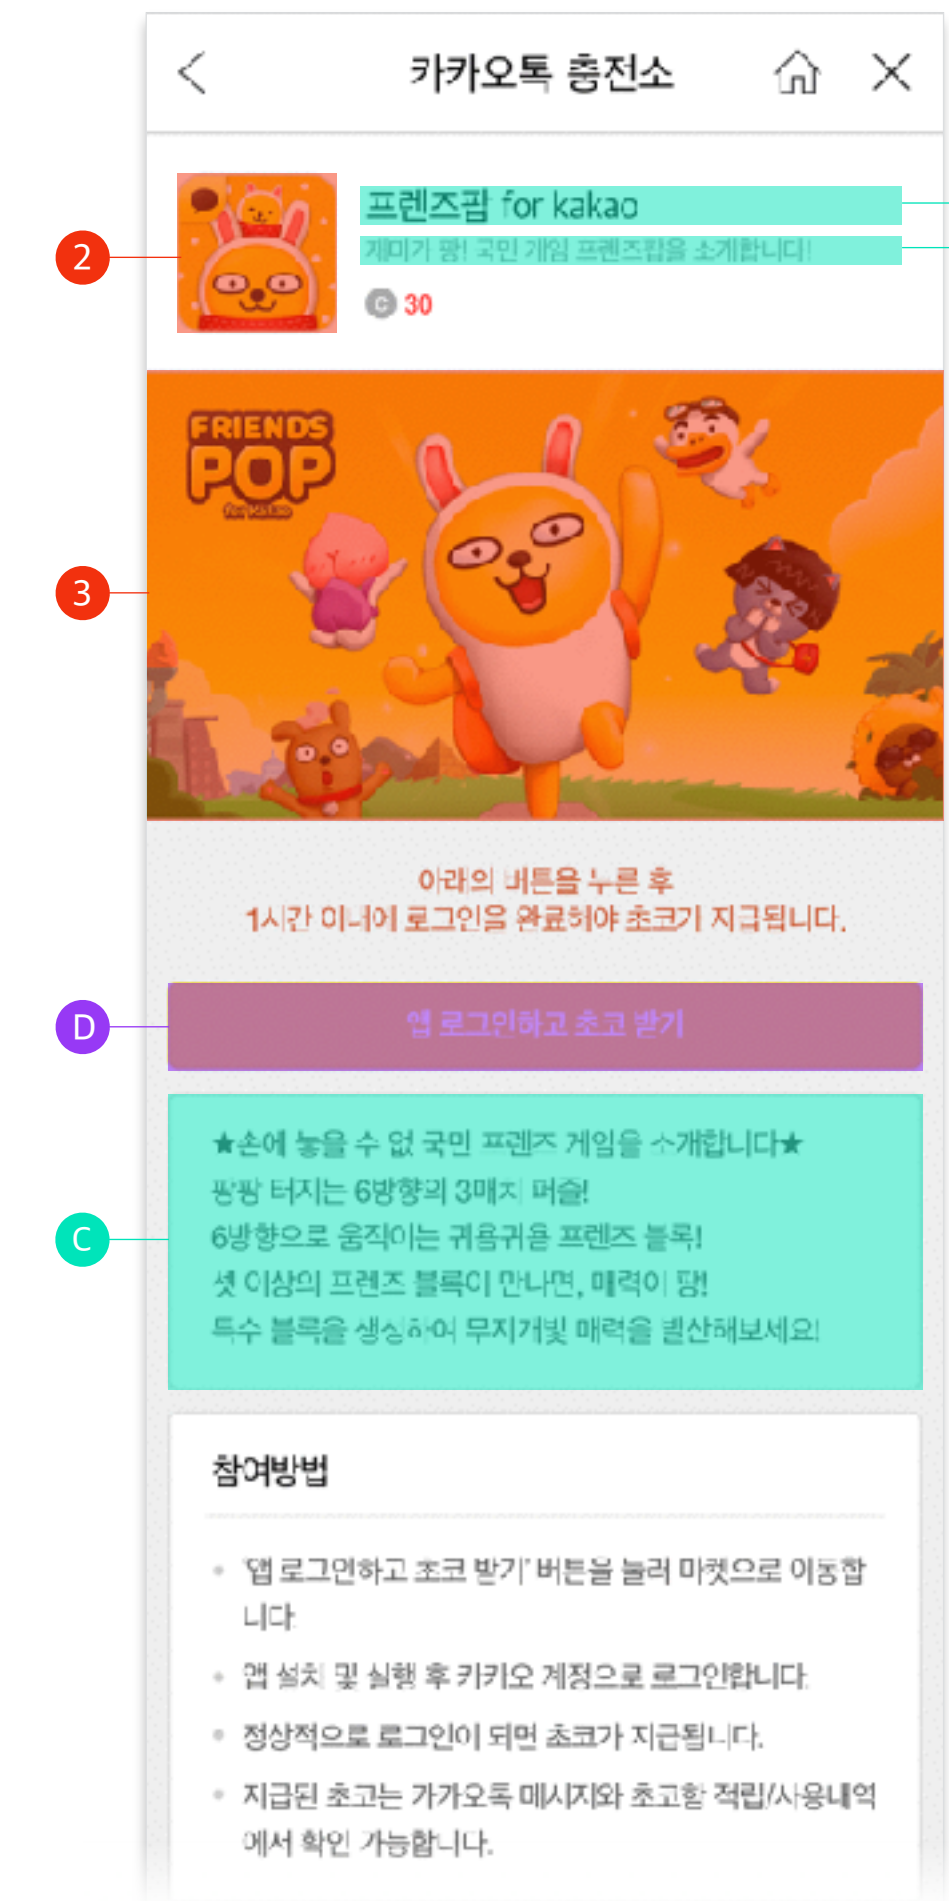 카카오톡 충전소
프렌즈팝 for kakao
재미가 팡! 국민 게임 프렌즈팝을 소개합니다!
C 30
2
FRIENDS
POP
for kakao
3
아래의 버튼을 누른 후
1시간 이내에 로그인을 완료해야 초코가 지급됩니다.
D
앱 로그인하고 초코 받기
★손에 놓을 수 없 국민 프렌즈 게임을 소개합니다★
팡팡 터지는 6방향의 3매치 퍼즐!
6방향으로 움직이는 귀욤귀욤 프렌즈 블록!
C
셋 이상의 프렌즈 블록이 만나면, 매력이 팡!
특수 블록을 생성하여 무지개빛 매력을 발산해보세요!
참여방법
• '앱 로그인하고 초코 받기' 버튼을 눌러 마켓으로 이동합
니다.
• 앱 설치 및 실행 후 카카오 계정으로 로그인합니다.
• 정상적으로 로그인이 되면 초코가 지급됩니다.
• 지급된 초코는 카카오톡 메시지와 초코함 적립/사용내역
에서 확인 가능합니다.